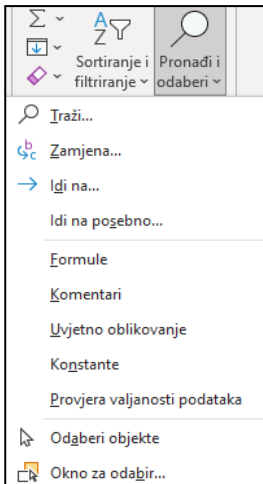 Sortiranje i
filtriranje
Pronađi i
odaberi
Traži...
Zamjena...
Idi na...
Idi na posebno...
Formule
Komentari
Uvjetno oblikovanje
Konstante
Provjera valjanosti podataka
Odaberi objekte
Okno za odabir...